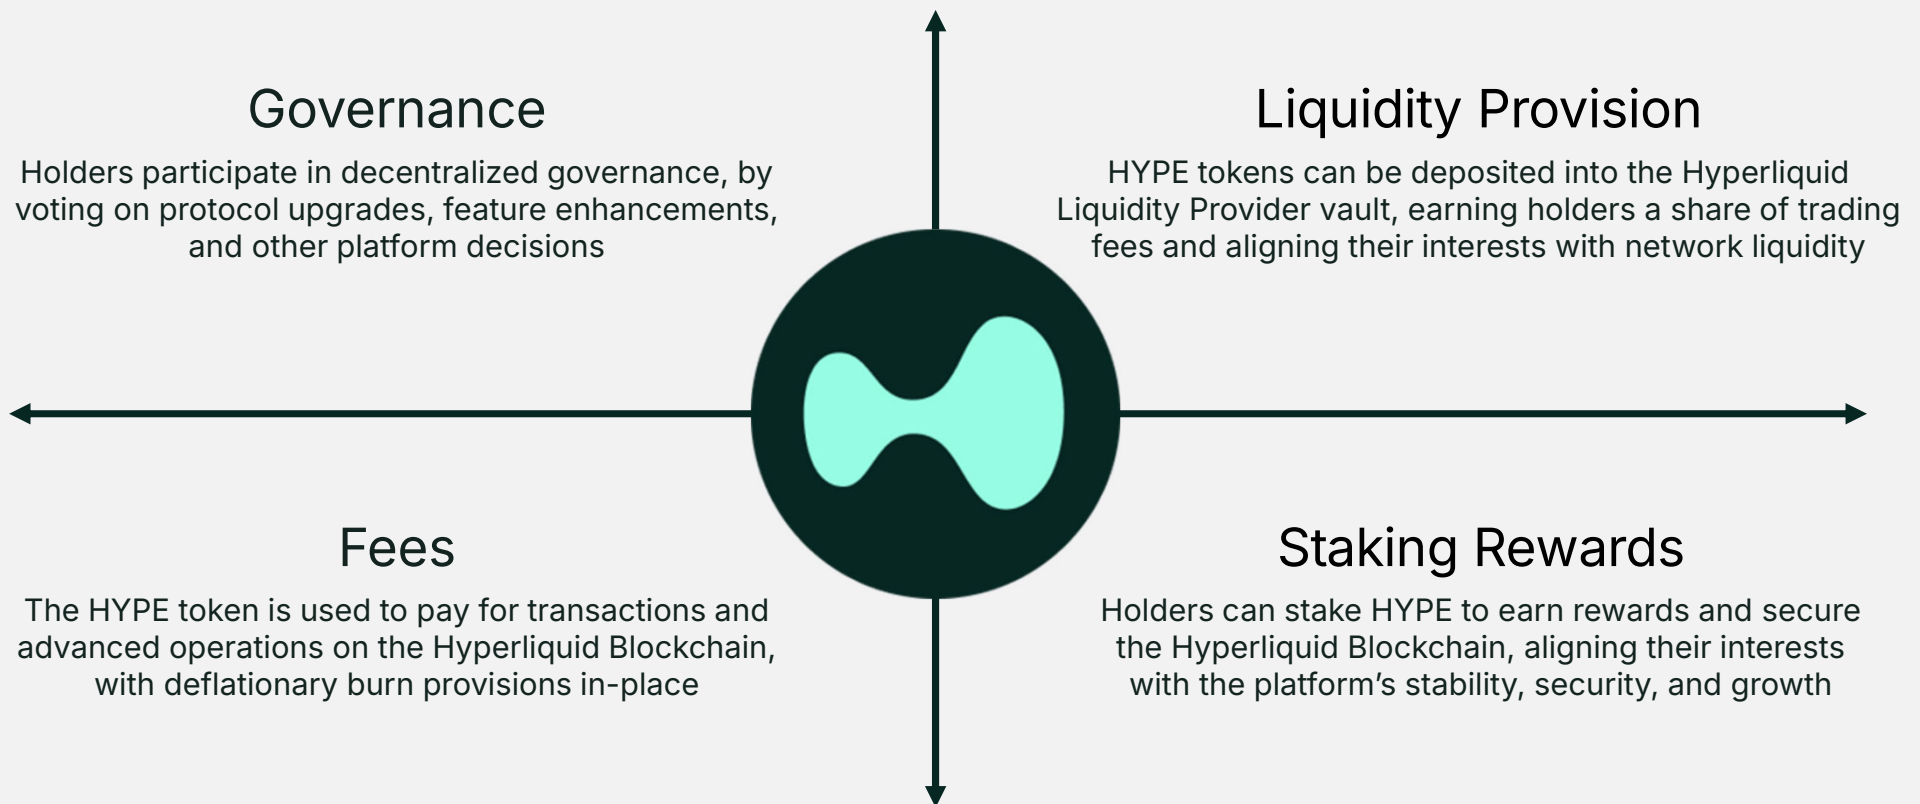 Governance
Holders participate in decentralized governance, by
voting on protocol upgrades, feature enhancements,
and other platform decisions
Liquidity Provision
HYPE tokens can be deposited into the Hyperliquid
Liquidity Provider vault, earning holders a share of trading
fees and aligning their interests with network liquidity
Fees
The HYPE token is used to pay for transactions and
advanced operations on the Hyperliquid Blockchain,
with deflationary burn provisions in-place
Staking Rewards
Holders can stake HYPE to earn rewards and secure
the Hyperliquid Blockchain, aligning their interests
with the platform’s stability, security, and growth